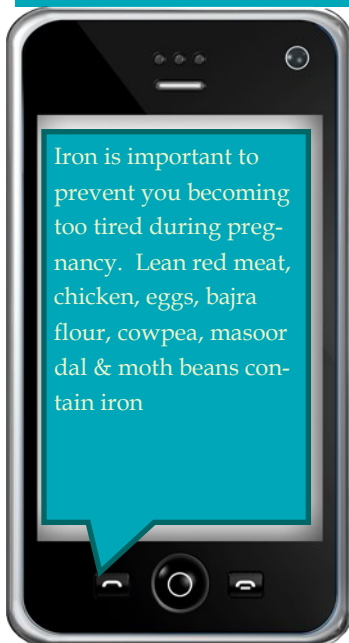 Iron is important to
prevent you becoming
too tired during preg-
nancy.  Lean red meat,
chicken, eggs, bajra
flour, cowpea, masoor
dal & moth beans con-
tain iron